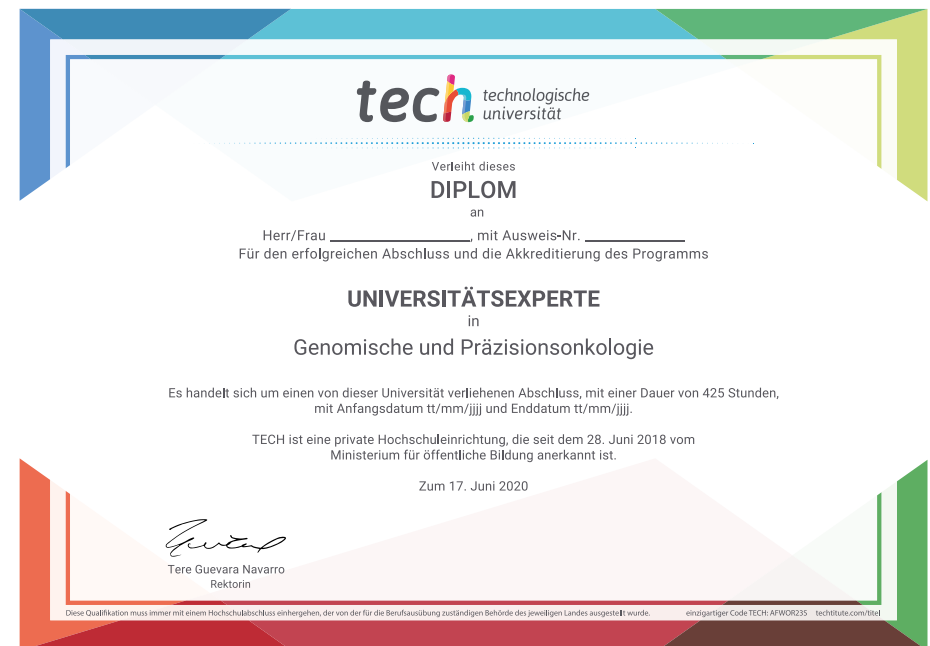 tech technologische
universität
Verleiht dieses
DIPLOM
an
Herr/Frau ____________________, mit Ausweis-Nr. ______________
Für den erfolgreichen Abschluss und die Akkreditierung des Programms
UNIVERSITÄTSEXPERTE
in
Genomische und Präzisionsonkologie
Es handelt sich um einen von dieser Universität verliehenen Abschluss, mit einer Dauer von 425 Stunden,
mit Anfangsdatum tt/mm/jjjj und Enddatum tt/mm/jjjj.
TECH ist eine private Hochschuleinrichtung, die seit dem 28. Juni 2018 vom
Ministerium für öffentliche Bildung anerkannt ist.
Zum 17. Juni 2020
Tere Guevara Navarro
Rektorin
Diese Qualifikation muss immer mit einem Hochschulabschluss einhergehen, der von der für die Berufsausübung zuständigen Behörde des jeweiligen Landes ausgestellt wurde. einzigartiger Code TECH: AFWOR23S techtitute.com/titel